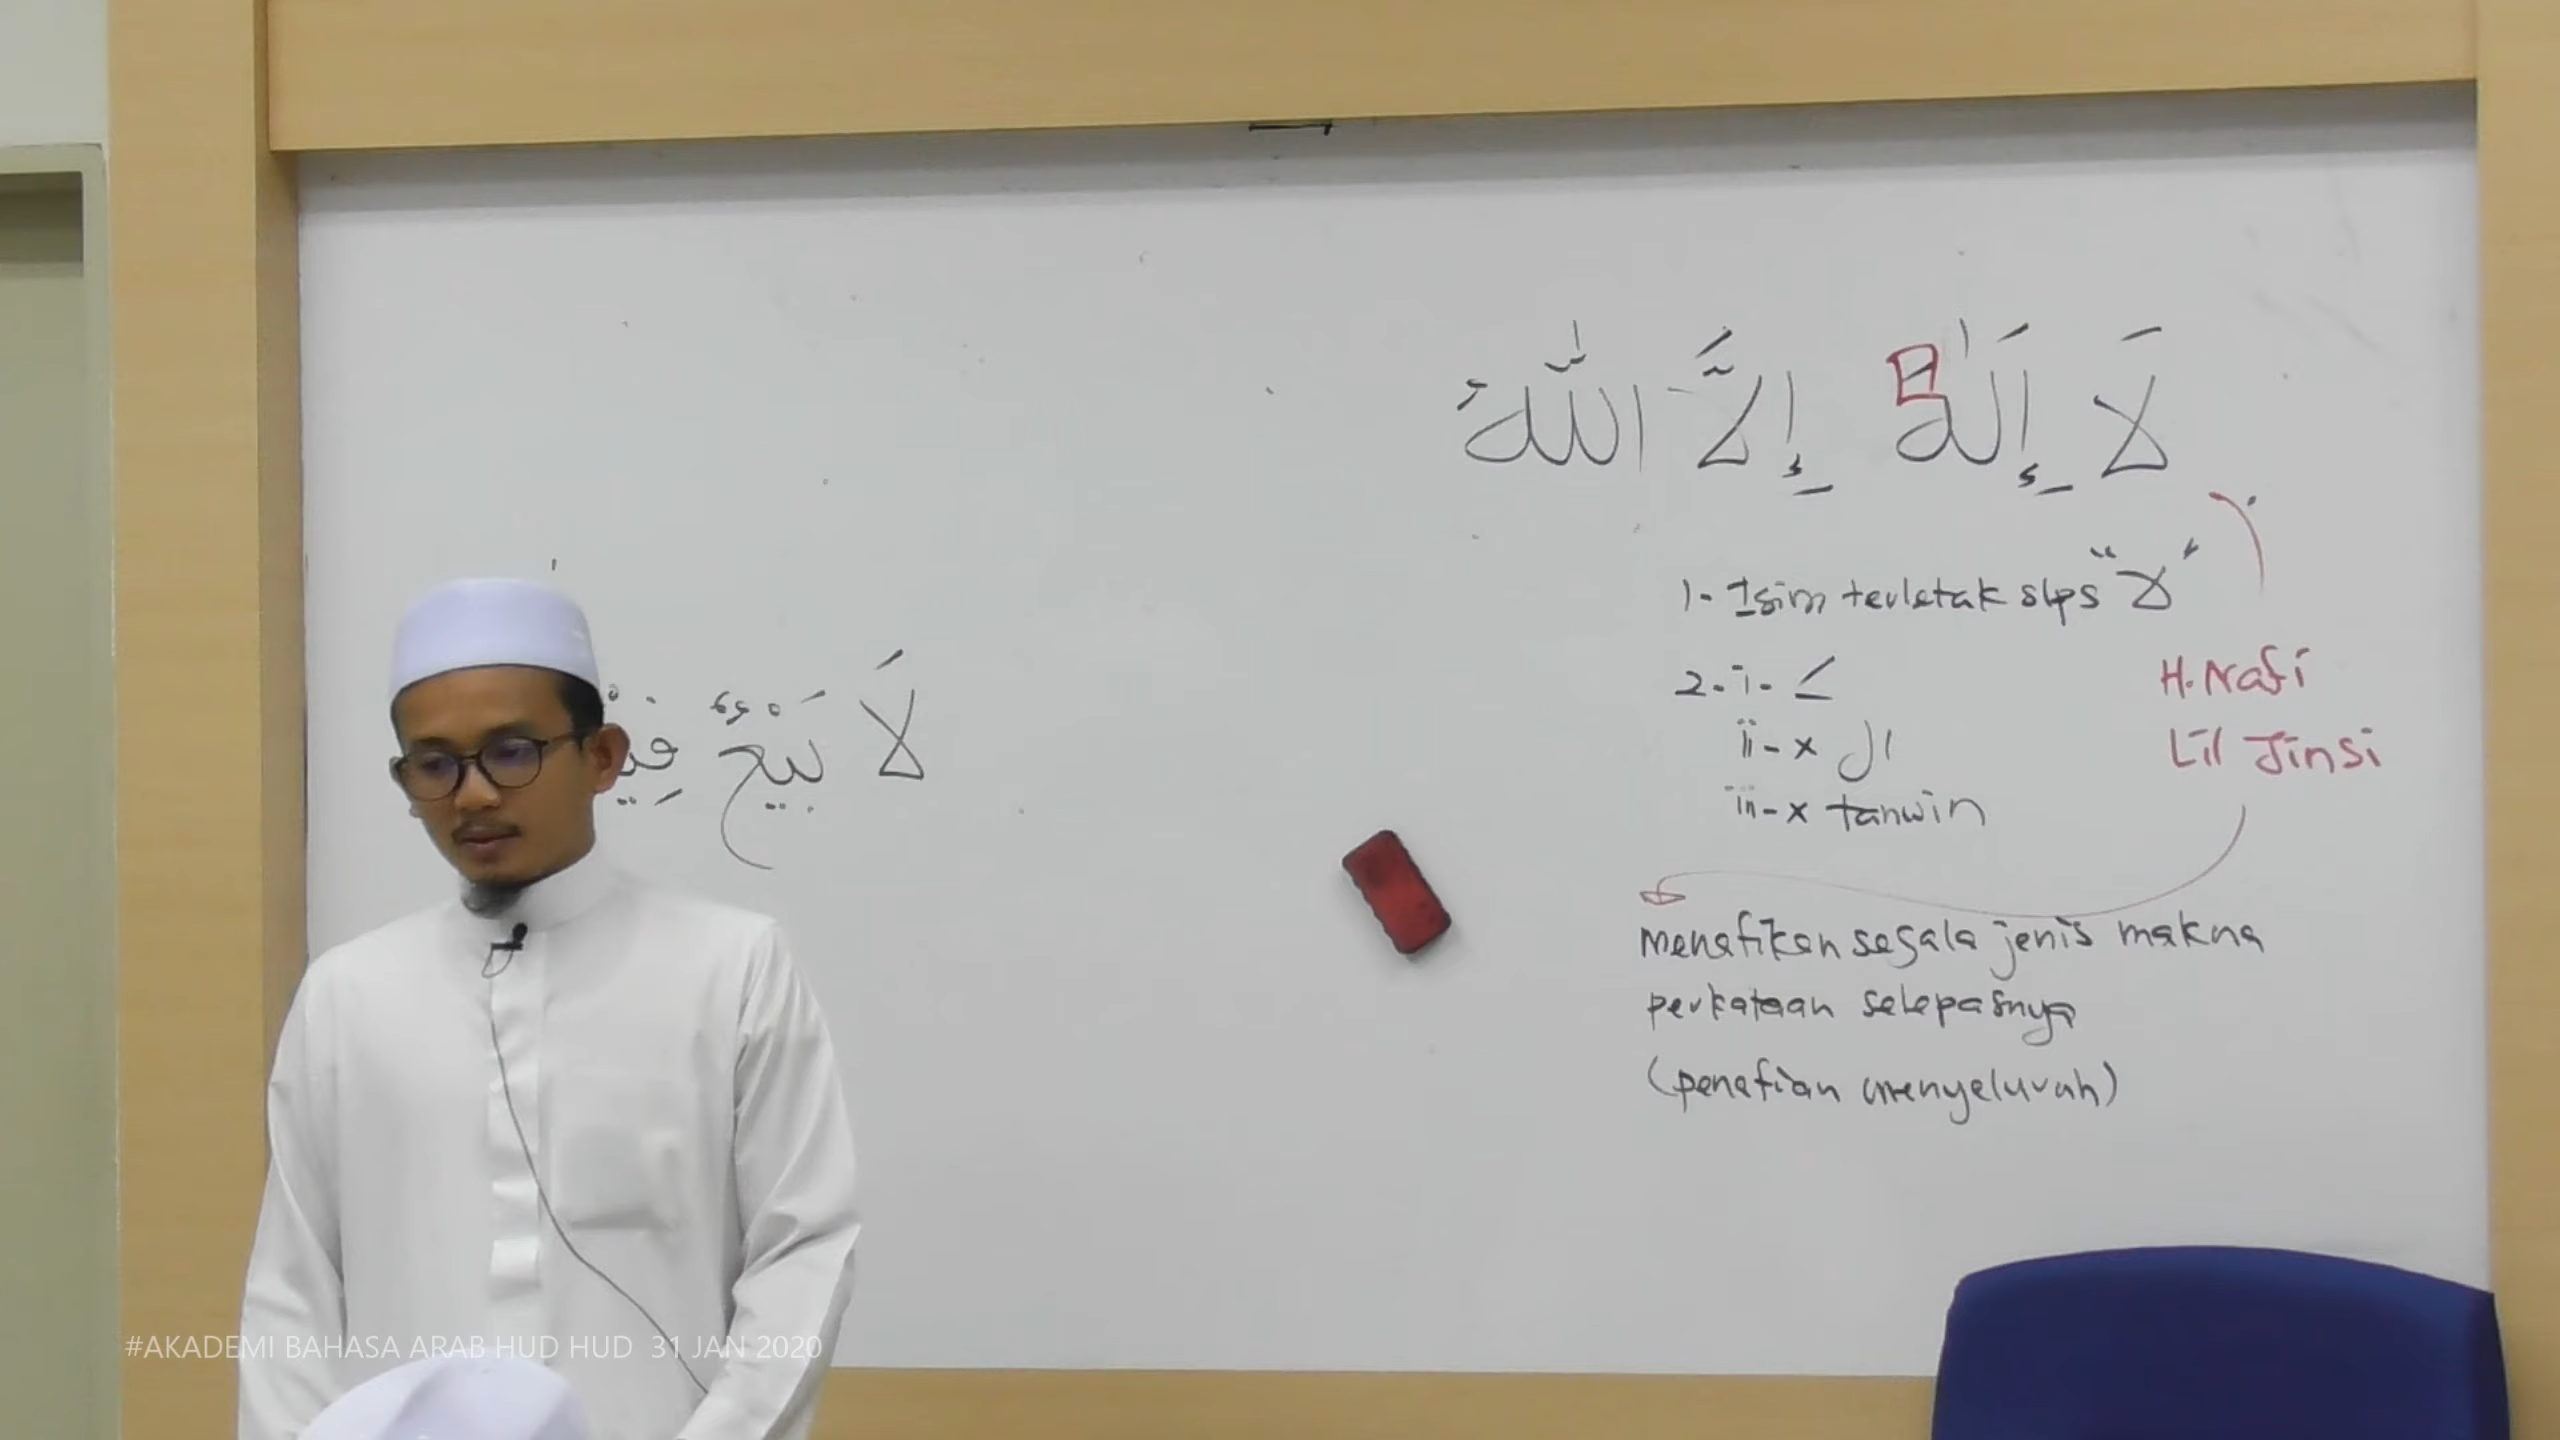 لَا إِلَٰهَ إِلَّا اللَّهُ
1- Isim terletak slps "لا"
2- i- ـَ
ii- x ال
iii- x tanwin
H. Nafi
Lil Jinsi
menafikan segala jenis makna
perkataan selepasnya
(penafian menyeluruh)
لَا بَيْعٌ
#AKADEMI BAHASA ARAB HUD HUD 31 JAN 2020